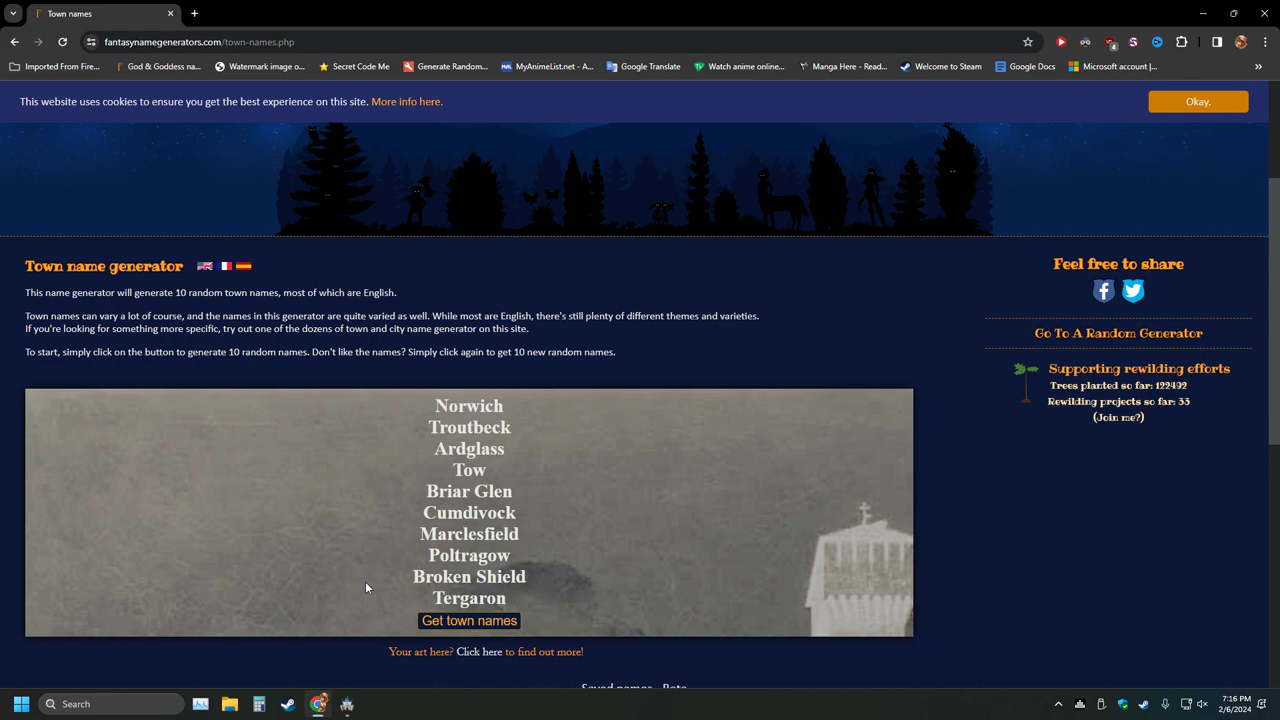 Town names
fantasynamegenerators.com/town-names.php
4
Imported From Fire...
God & Goddess na...
Watermark image o...
Secret Code Me
Generate Random...
MyAnimeList.net - A...
Google Translate
Watch anime online...
Manga Here - Read...
Welcome to Steam
Google Docs
Microsoft account |...
This website uses cookies to ensure you get the best experience on this site. More info here.
Okay.
Town name generator
This name generator will generate 10 random town names, most of which are English.
Town names can vary a lot of course, and the names in this generator are quite varied as well. While most are English, there's still plenty of different themes and varieties.
If you're looking for something more specific, try out one of the dozens of town and city name generator on this site.
To start, simply click on the button to generate 10 random names. Don't like the names? Simply click again to get 10 new random names.
Feel free to share
Go To A Random Generator
Supporting rewilding efforts
Trees planted so far: 122492
Rewilding projects so far: 33
(Join me?)
Norwich
Troutbeck
Ardglass
Tow
Briar Glen
Cumdivock
Marclesfield
Poltragow
Broken Shield
Tergaron
Get town names
Your art here? Click here to find out more!
Search
7:16 PM
2/6/2024